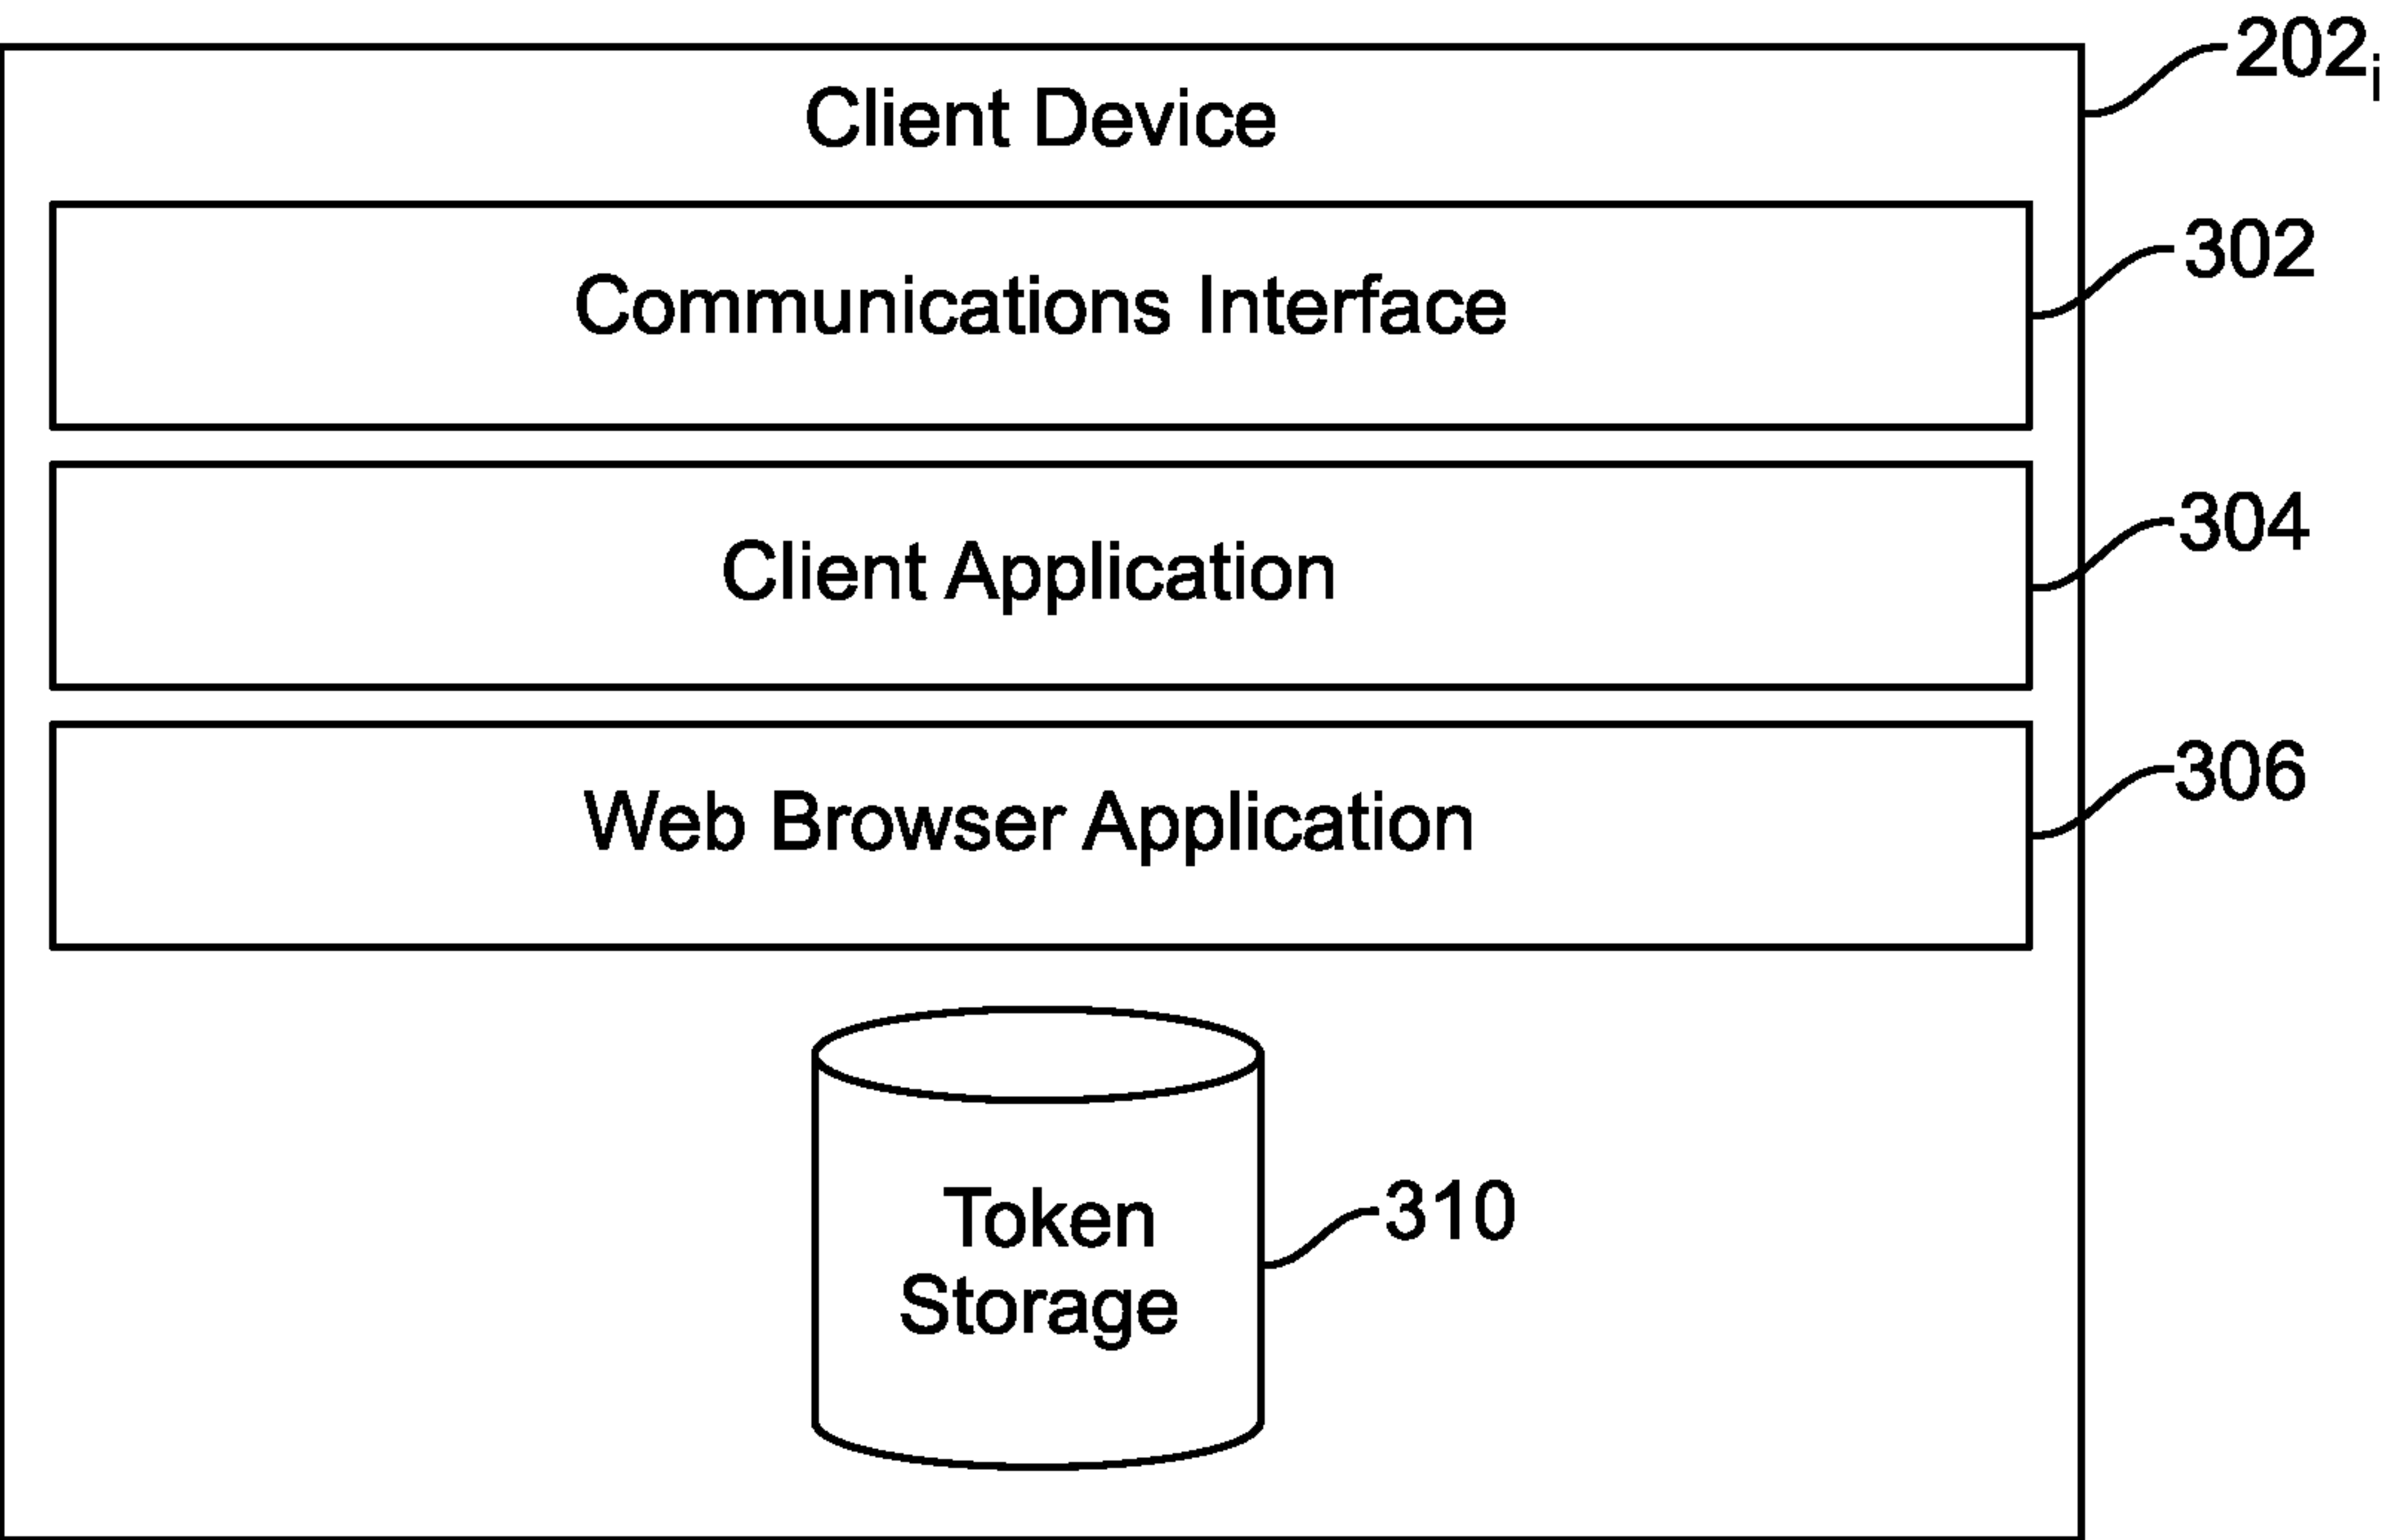 202i
Client Device
302
Communications Interface
304
Client Application
306
Web Browser Application
310
Token
Storage